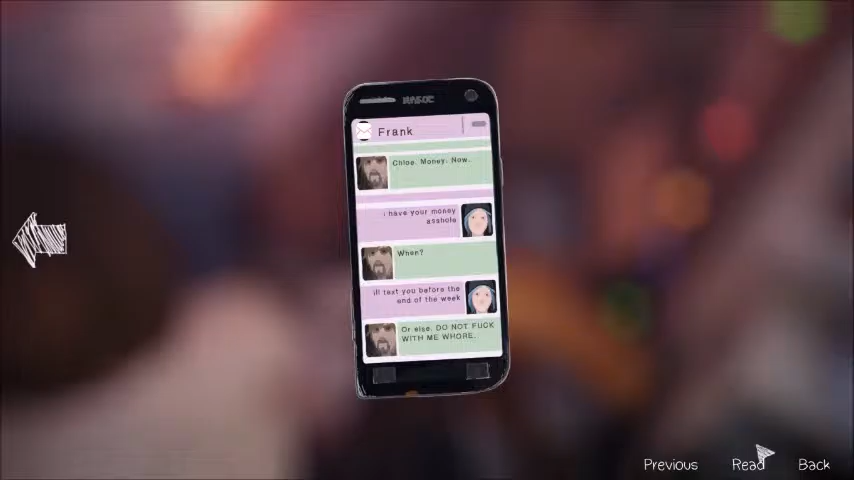 Frank
Chloe. Money. Now.
i have your money
asshole
When?
ill text you before the
end of the week
Or else. DO NOT FUCK
WITH ME WHORE.
Previous
Read
Back